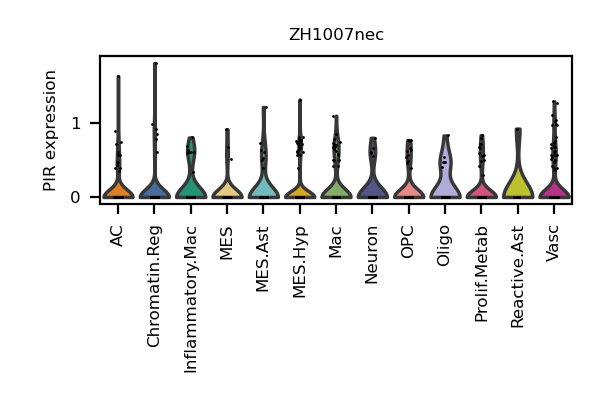 ZH1007nec
PIR expression
1
0
AC
Chromatin.Reg
Inflammatory.Mac
MES
MES.Ast
MES.Hyp
Mac
Neuron
OPC
Oligo
Prolif.Metab
Reactive.Ast
Vasc